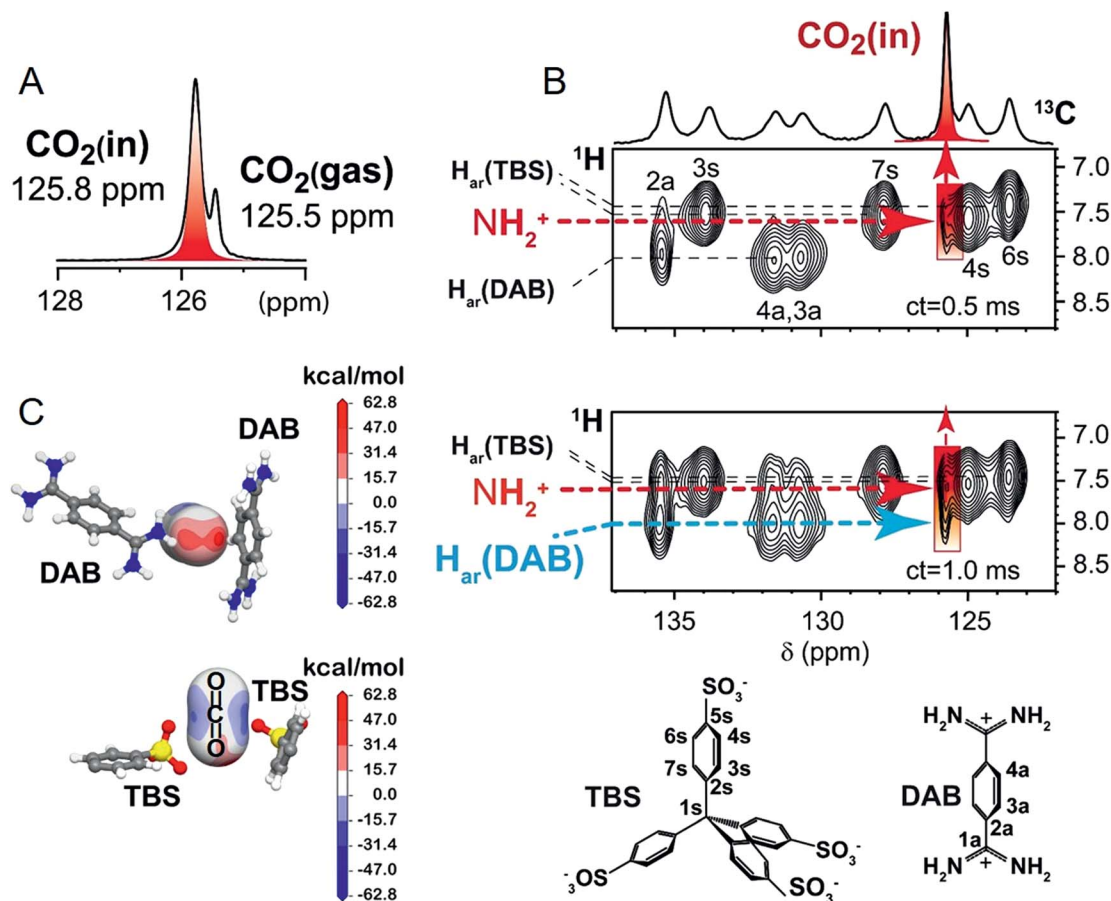 A
CO2(in)
125.8 ppm
CO2(gas)
125.5 ppm
128 126 (ppm)
B
CO2(in)
13C
1H
Har(TBS)
NH2+
Har(DAB)
2a 3s 7s 4s 6s
4a,3a
ct=0.5 ms
7.0
7.5
8.0
8.5
1H
Har(TBS)
NH2+
Har(DAB)
ct=1.0 ms
7.0
7.5
8.0
8.5
135 130 125
δ (ppm)
C
kcal/mol
DAB
DAB
62.8
47.0
31.4
15.7
0.0
-15.7
-31.4
-47.0
-62.8
kcal/mol
O=C=O
TBS
TBS
62.8
47.0
31.4
15.7
0.0
-15.7
-31.4
-47.0
-62.8
SO3-
5s
6s 4s
7s 3s
2s
1s
TBS
SO3-
-3OS
SO3-
H2N + NH2
4a
3a
2a
1a
DAB
H2N + NH2